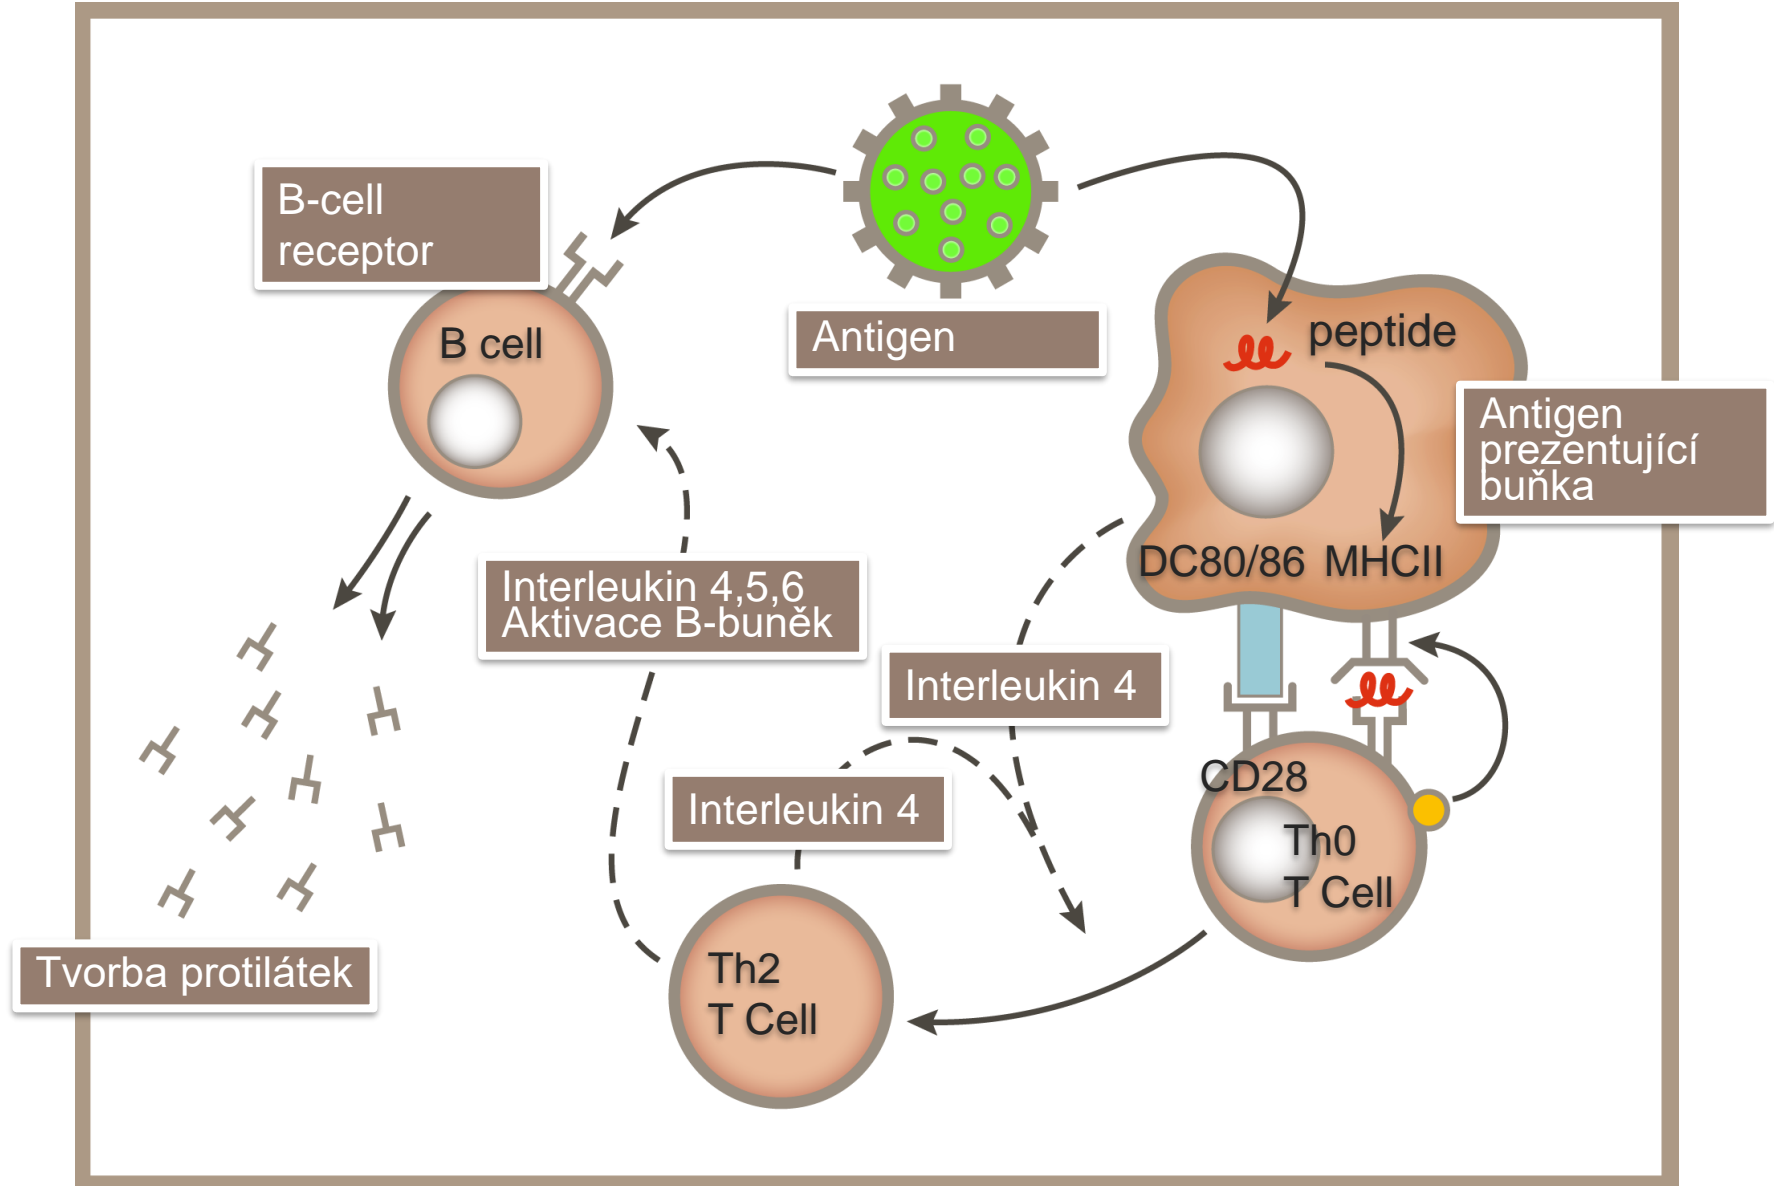 B-cell
receptor
B cell
Antigen
peptide
Antigen
prezentující
buňka
DC80/86 MHCII
Interleukin 4,5,6
Aktivace B-buněk
Interleukin 4
Interleukin 4
CD28
Th0
T Cell
Th2
T Cell
Tvorba protilátek